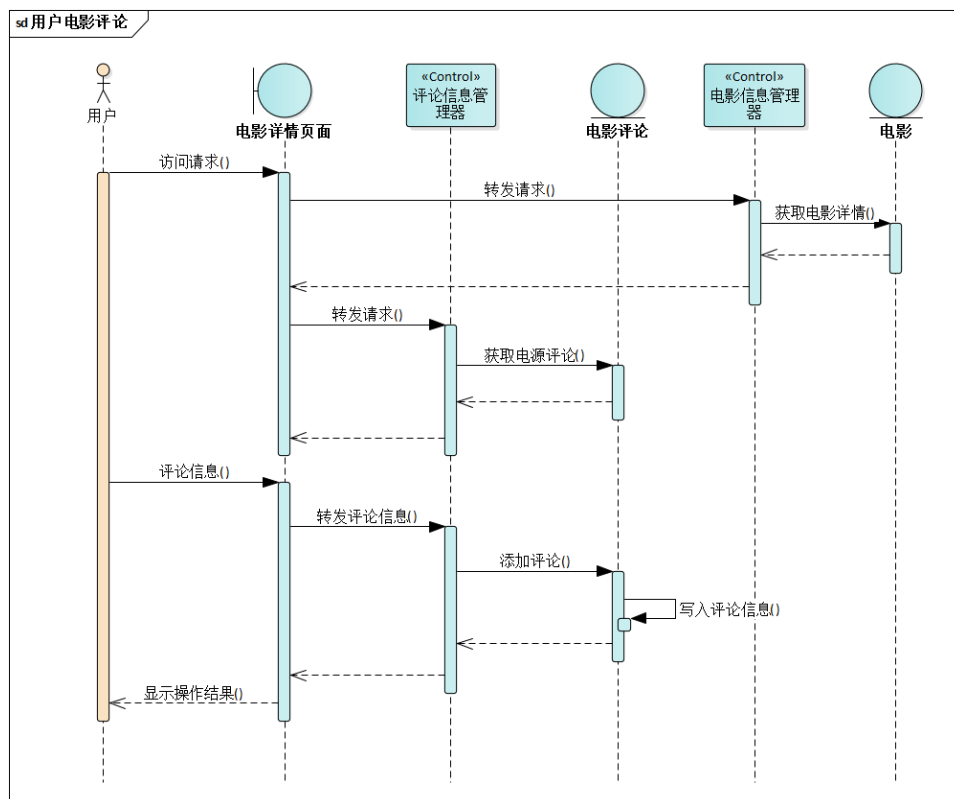 sd 用户电影评论
用户
电影详情页面
«Control»
评论信息管
理器
电影评论
«Control»
电影信息管理
器
电影
访问请求()
转发请求()
获取电影详情()
转发请求()
获取电源评论()
评论信息()
转发评论信息()
添加评论()
写入评论信息()
显示操作结果()